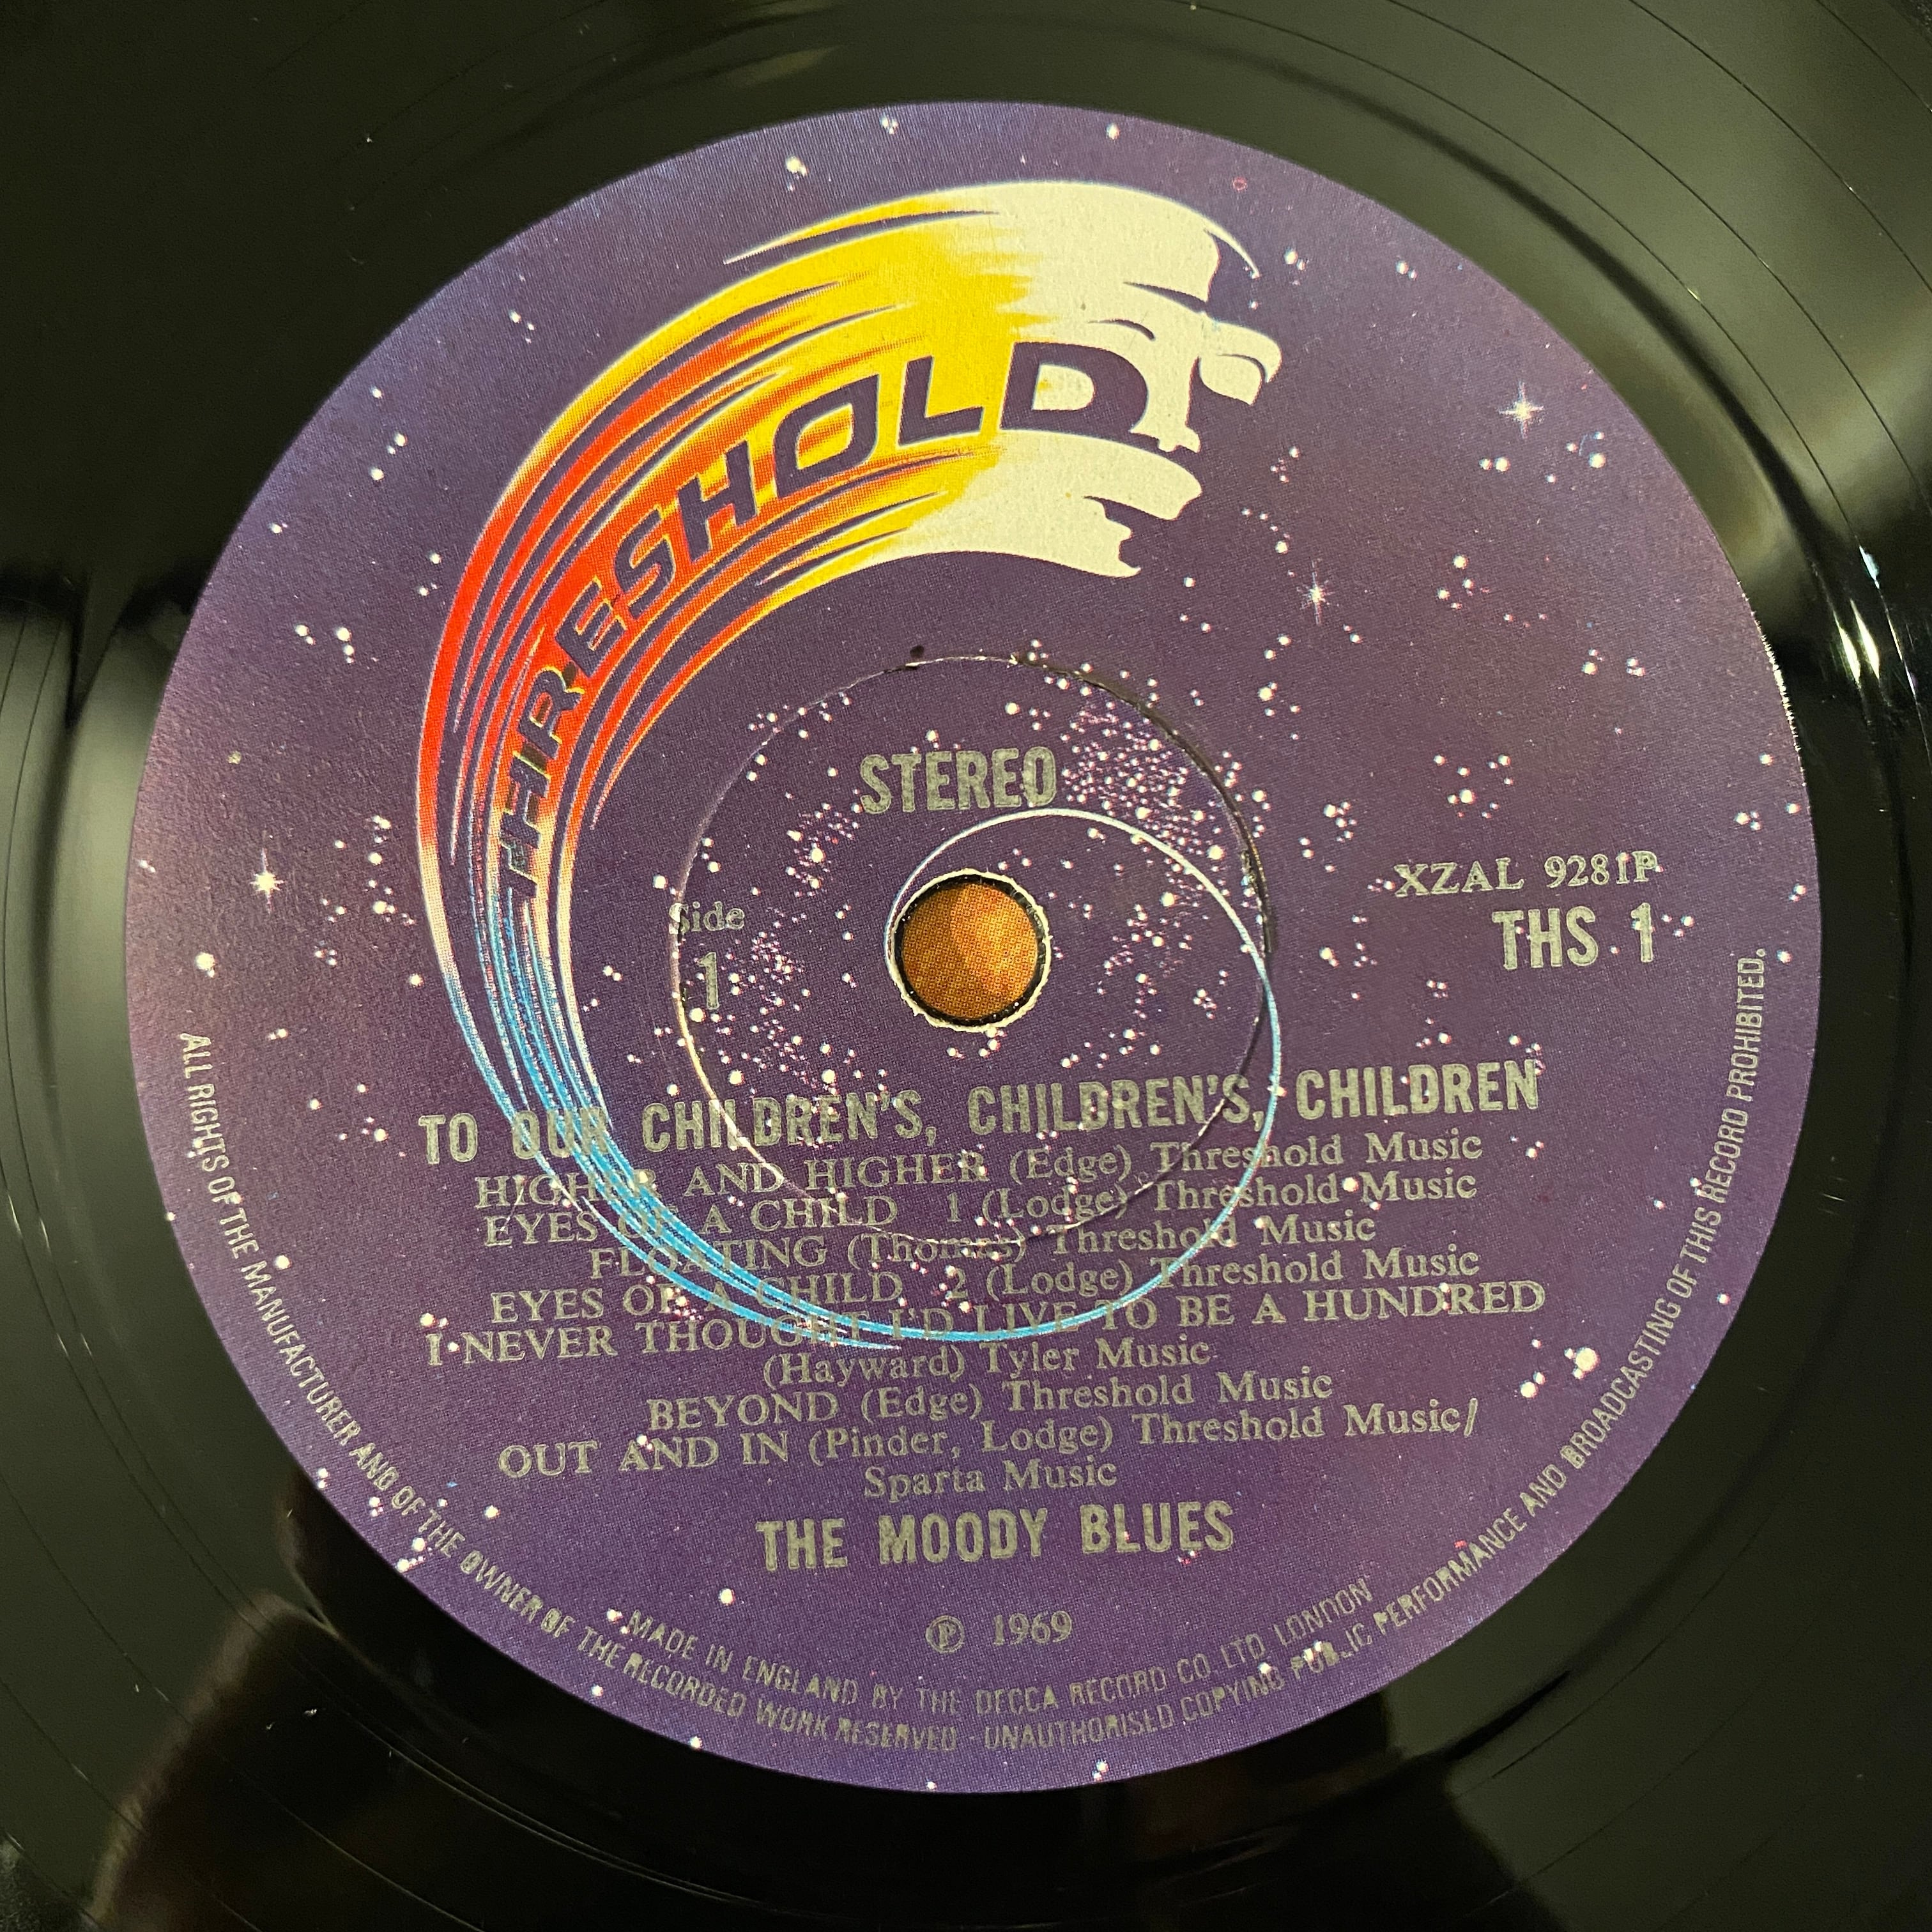 THRESHOLD
STEREO
XZAL 9281P
Side
THS 1
1
TO OUR CHILDREN'S, CHILDREN'S, CHILDREN
HIGHER AND HIGHER (Edge) Threshold Music
EYES OF A CHILD 1 (Lodge) Threshold Music
FLOATING (Thomas) Threshold Music
EYES OF A CHILD 2 (Lodge) Threshold Music
I NEVER THOUGHT I'D LIVE TO BE A HUNDRED
(Hayward) Tyler Music
BEYOND (Edge) Threshold Music
OUT AND IN (Pinder, Lodge) Threshold Music/
Sparta Music
THE MOODY BLUES
Ⓟ 1969
MADE IN ENGLAND BY THE DECCA RECORD CO. LTD. LONDON
ALL RIGHTS OF THE MANUFACTURER AND OF THE OWNER OF THE RECORDED WORK RESERVED - UNAUTHORISED COPYING PUBLIC PERFORMANCE AND BROADCASTING OF THIS RECORD PROHIBITED.